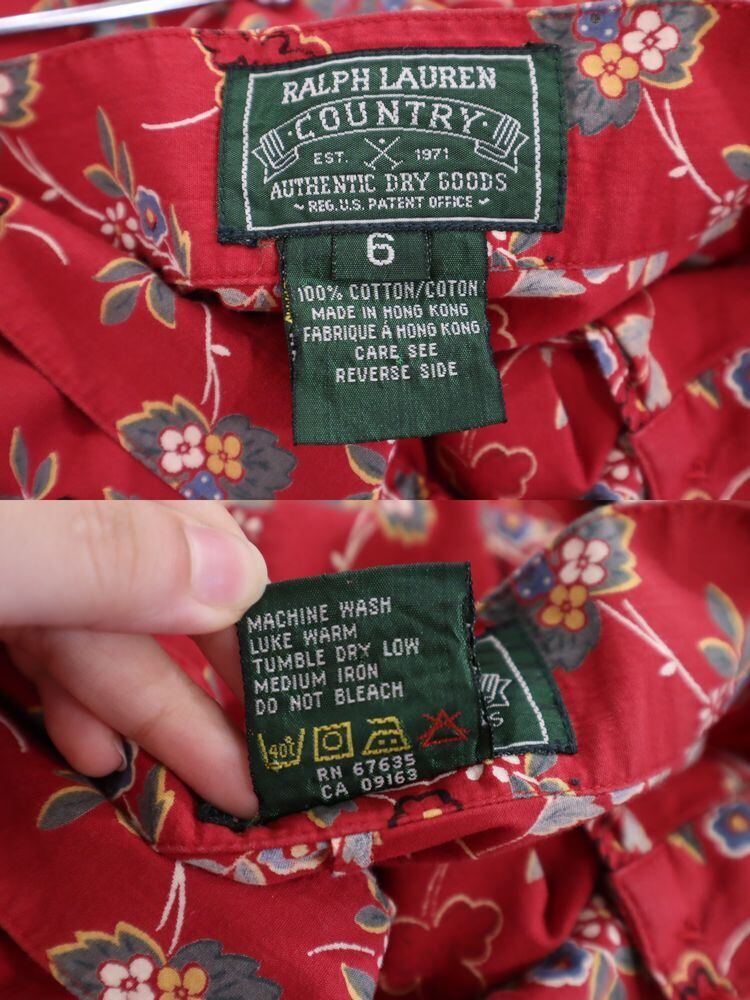 RALPH LAUREN
COUNTRY
EST. 1971
AUTHENTIC DRY GOODS
REG. U.S. PATENT OFFICE
6
100% COTTON/COTON
MADE IN HONG KONG
FABRIQUE À HONG KONG
CARE SEE
REVERSE SIDE
MACHINE WASH
LUKE WARM
TUMBLE DRY LOW
MEDIUM IRON
DO NOT BLEACH
40c
RN 67635
CA 09163
S